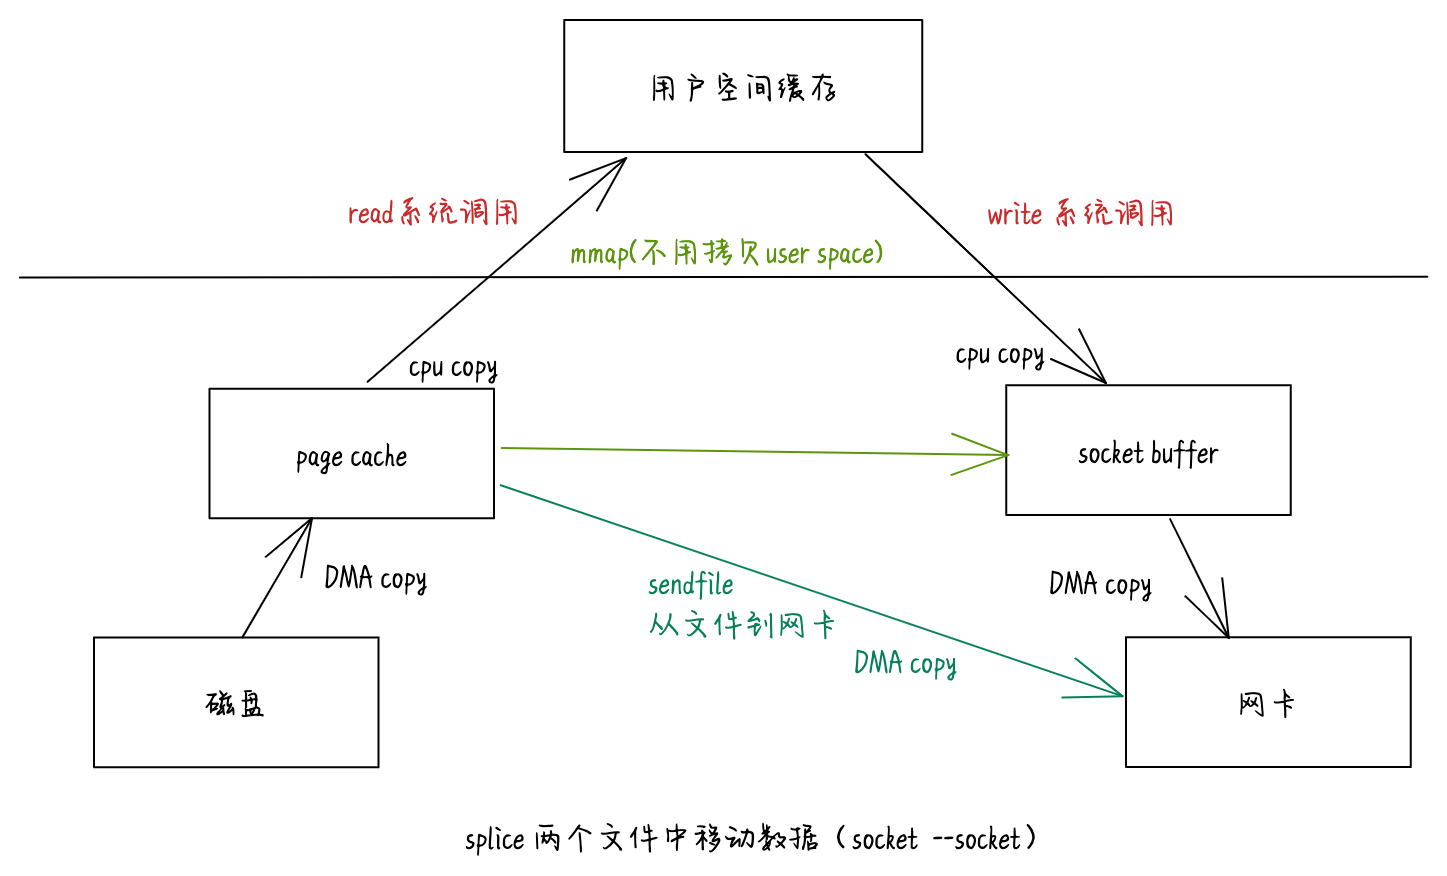 用户空间缓存
read系统调用
write 系统调用
mmap(不用拷贝user space)
cpu copy
cpu copy
page cache
socket buffer
DMA copy
sendfile
从文件到网卡
DMA copy
DMA copy
磁盘
网卡
splice 两个文件中移动数据（socket --socket）